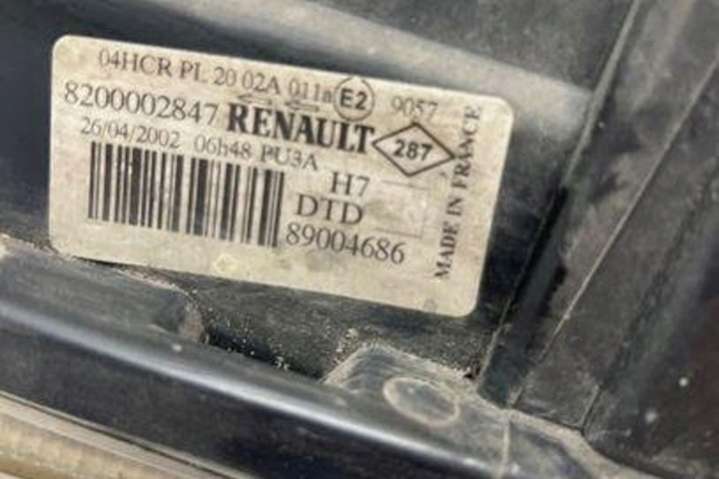 04HCR PL 20 02A 011a E2 9057
8200002847 RENAULT 287
26/04/2002 06h48 PU3A
H7
DTD
89004686
MADE IN FRANCE